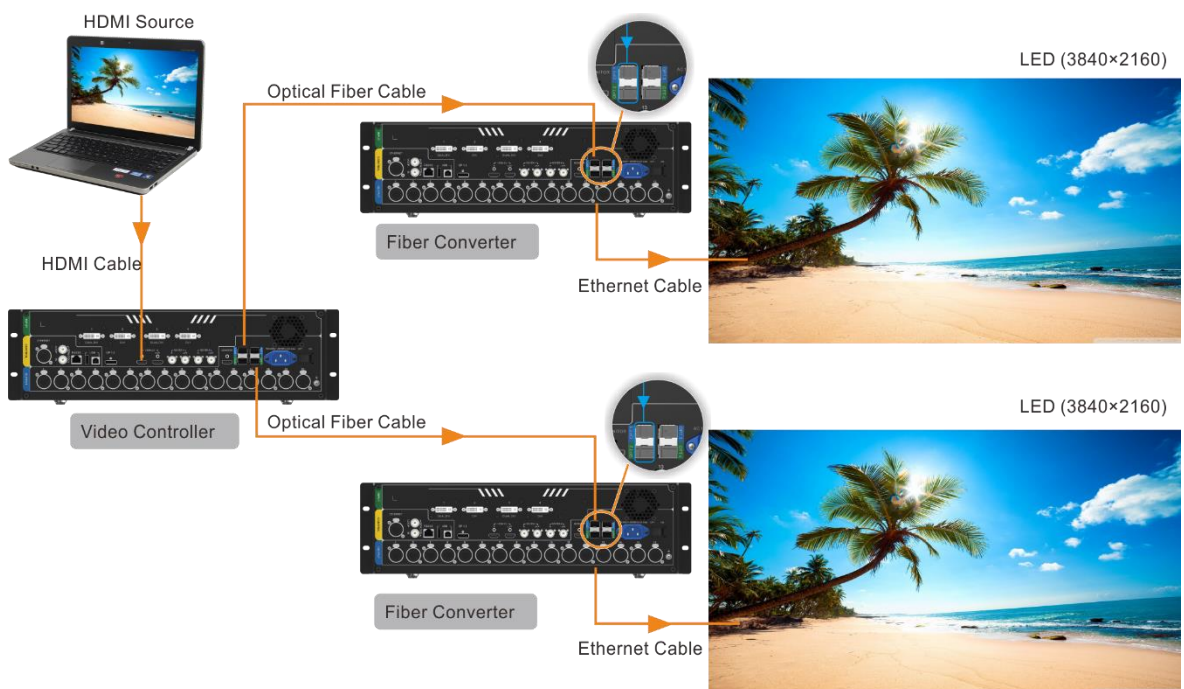 HDMI Source
LED (3840×2160)
Optical Fiber Cable
Fiber Converter
HDMI Cable
Ethernet Cable
LED (3840×2160)
Optical Fiber Cable
Video Controller
Fiber Converter
Ethernet Cable